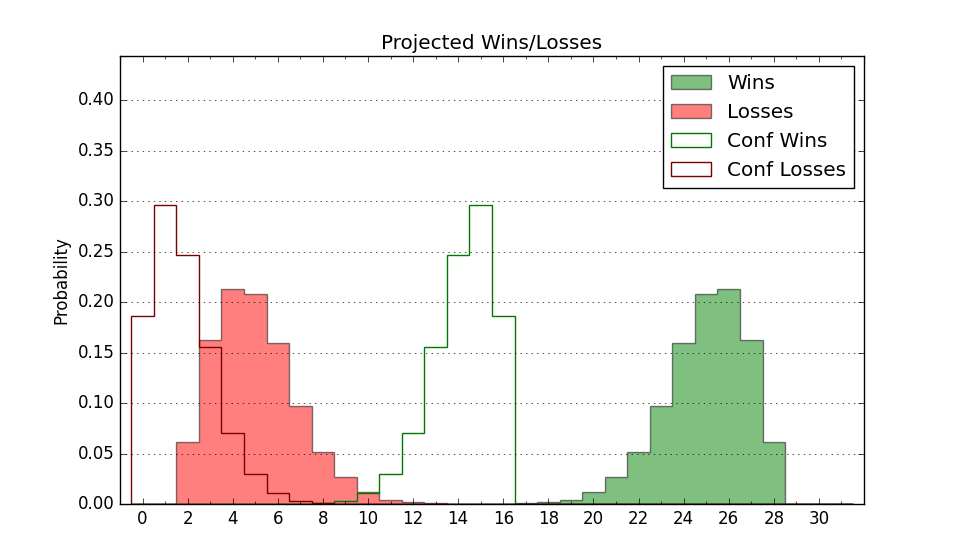 Projected Wins/Losses
Wins
Losses
Conf Wins
Conf Losses
Probability
0.40
0.35
0.30
0.25
0.20
0.15
0.10
0.05
0.00
0 2 4 6 8 10 12 14 16 18 20 22 24 26 28 30